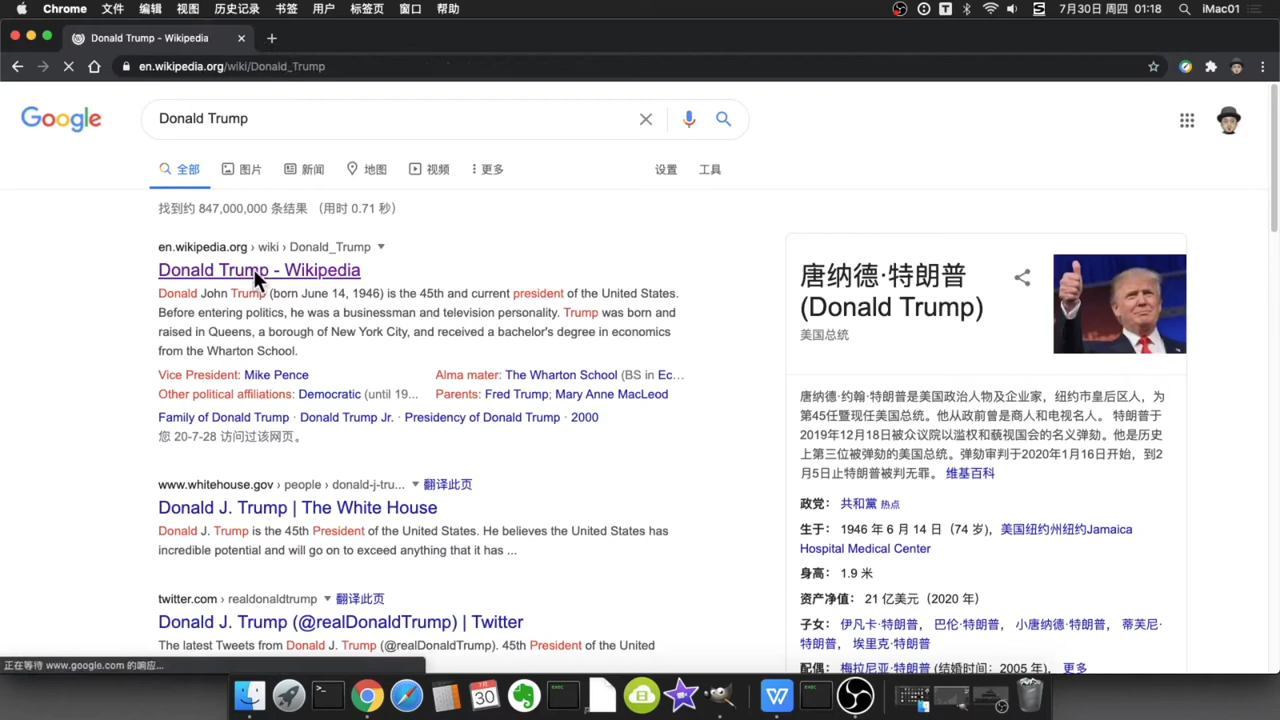 Chrome 文件 编辑 视图 历史记录 书签 用户 标签页 窗口 帮助 7月30日 周四 01:18 iMac01
Donald Trump - Wikipedia
en.wikipedia.org/wiki/Donald_Trump
Google
Donald Trump
全部 图片 新闻 地图 视频 更多 设置 工具
找到约 847,000,000 条结果 (用时 0.71 秒)
en.wikipedia.org › wiki › Donald_Trump
Donald Trump - Wikipedia
Donald John Trump (born June 14, 1946) is the 45th and current president of the United States.
Before entering politics, he was a businessman and television personality. Trump was born and
raised in Queens, a borough of New York City, and received a bachelor's degree in economics
from the Wharton School.
Vice President: Mike Pence Alma mater: The Wharton School (BS in Ec...
Other political affiliations: Democratic (until 19... Parents: Fred Trump; Mary Anne MacLeod
Family of Donald Trump · Donald Trump Jr. · Presidency of Donald Trump · 2000
您 20-7-28 访问过该网页。
www.whitehouse.gov › people › donald-j-tru... 翻译此页
Donald J. Trump | The White House
Donald J. Trump is the 45th President of the United States. He believes the United States has
incredible potential and will go on to exceed anything that it has ...
twitter.com › realdonaldtrump 翻译此页
Donald J. Trump (@realDonaldTrump) | Twitter
The latest Tweets from Donald J. Trump (@realDonaldTrump). 45th President of the United
唐纳德·特朗普
(Donald Trump)
美国总统
唐纳德·约翰·特朗普是美国政治人物及企业家，纽约市皇后区人，为
第45任暨现任美国总统。他从政前曾是商人和电视名人。 特朗普于
2019年12月18日被众议院以滥权和藐视国会的名义弹劾。他是历史
上第三位被弹劾的美国总统。弹劾审判于2020年1月16日开始，到2
月5日止特朗普被判无罪。 维基百科
政党： 共和黨 热点
生于： 1946 年 6 月 14 日（74 岁），美国纽约州纽约Jamaica
Hospital Medical Center
身高： 1.9 米
资产净值： 21 亿美元（2020 年）
子女： 伊凡卡·特朗普， 巴伦·特朗普， 小唐纳德·特朗普， 蒂芙尼·
特朗普， 埃里克·特朗普
配偶： 梅拉尼亚·特朗普 (结婚时间： 2005 年)， 更多
正在等待 www.google.com 的响应...
30